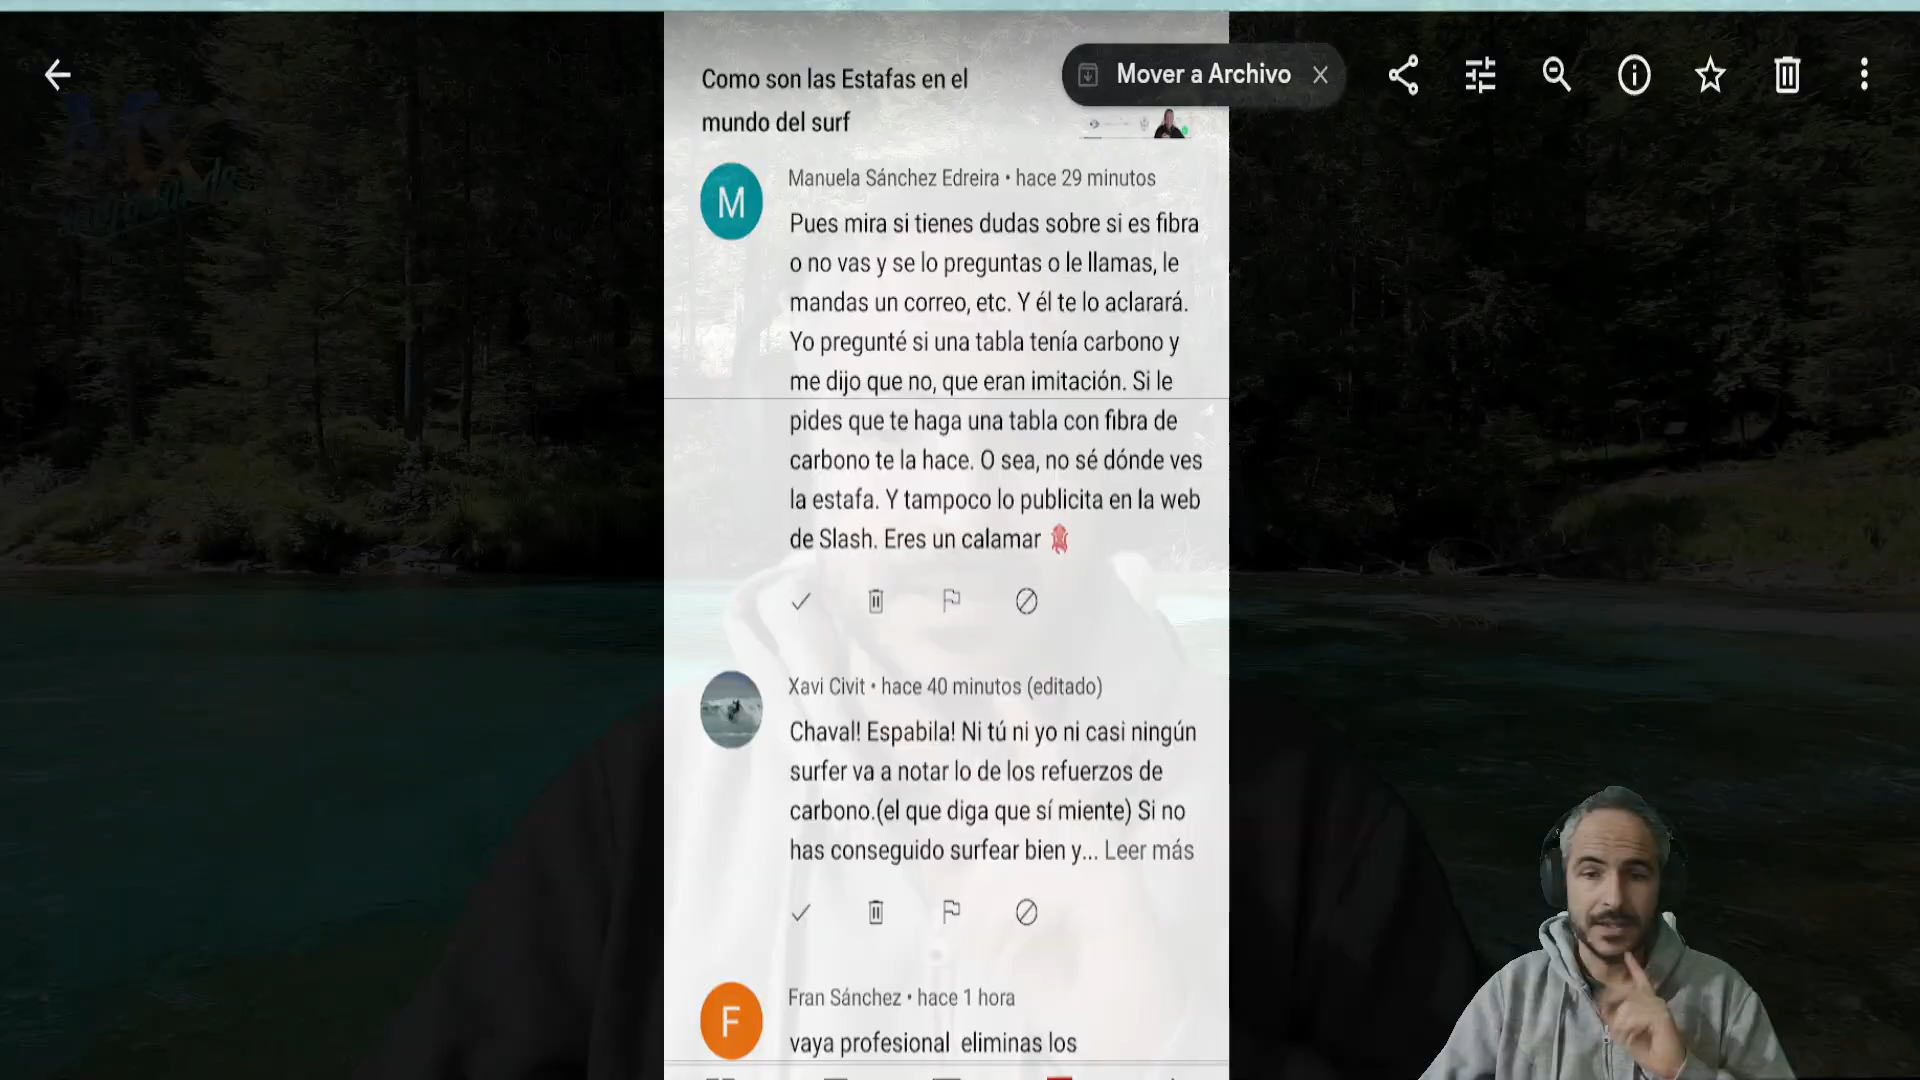 Como son las Estafas en el
mundo del surf
Mover a Archivo
M
Manuela Sánchez Edreira • hace 29 minutos
Pues mira si tienes dudas sobre si es fibra
o no vas y se lo preguntas o le llamas, le
mandas un correo, etc. Y él te lo aclarará.
Yo pregunté si una tabla tenía carbono y
me dijo que no, que eran imitación. Si le
pides que te haga una tabla con fibra de
carbono te la hace. O sea, no sé dónde ves
la estafa. Y tampoco lo publicita en la web
de Slash. Eres un calamar 🦑
Xavi Civit • hace 40 minutos (editado)
Chaval! Espabila! Ni tú ni yo ni casi ningún
surfer va a notar lo de los refuerzos de
carbono.(el que diga que sí miente) Si no
has conseguido surfear bien y... Leer más
F
Fran Sánchez • hace 1 hora
vaya profesional eliminas los